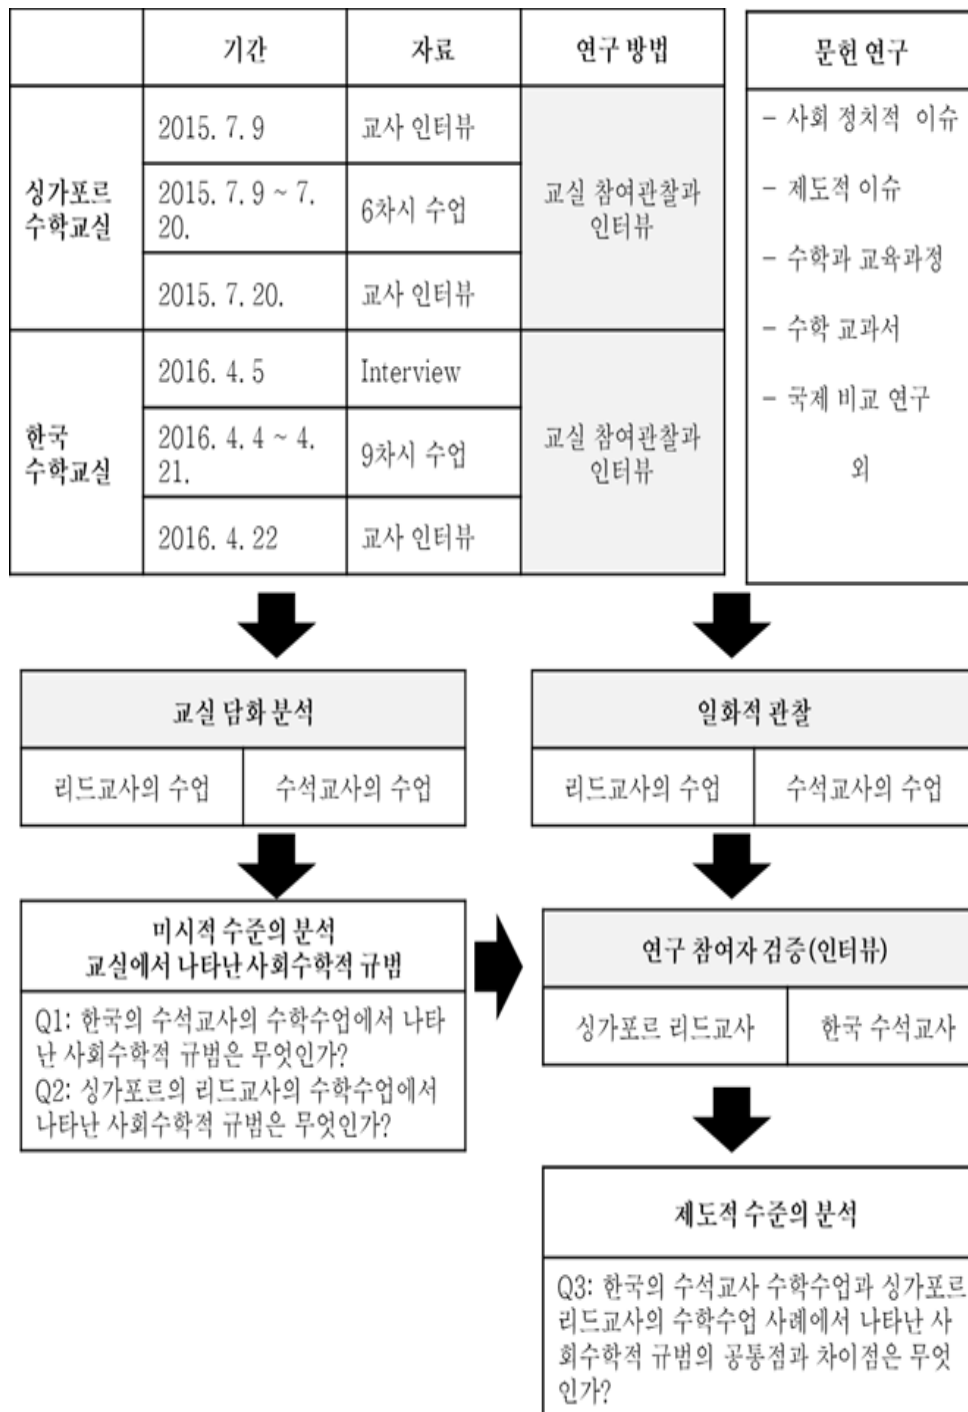 기간 자료 연구 방법
싱가포르
수학교실
2015. 7. 9 교사 인터뷰
2015. 7. 9 ~ 7.
20.
6차시 수업
2015. 7. 20. 교사 인터뷰
교실 참여관찰과
인터뷰
한국
수학교실
2016. 4. 5 Interview
2016. 4. 4 ~ 4.
21.
9차시 수업
2016. 4. 22 교사 인터뷰
교실 참여관찰과
인터뷰
문헌 연구
- 사회 정치적 이슈
- 제도적 이슈
- 수학과 교육과정
- 수학 교과서
- 국제 비교 연구
외
교실 담화 분석
리드교사의 수업 수석교사의 수업
일화적 관찰
리드교사의 수업 수석교사의 수업
미시적 수준의 분석
교실에서 나타난 사회수학적 규범
Q1: 한국의 수석교사의 수학수업에서 나타
난 사회수학적 규범은 무엇인가?
Q2: 싱가포르의 리드교사의 수학수업에서
나타난 사회수학적 규범은 무엇인가?
연구 참여자 검증(인터뷰)
싱가포르 리드교사 한국 수석교사
제도적 수준의 분석
Q3: 한국의 수석교사 수학수업과 싱가포르
리드교사의 수학수업 사례에서 나타난 사
회수학적 규범의 공통점과 차이점은 무엇
인가?